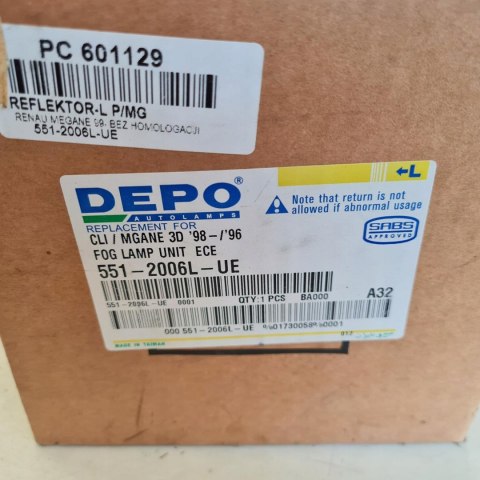 PC 601129
REFLEKTOR-L P/MG
RENAU MEGANE 99, BEZ HOMOLOGACJI
551-2006L-UE
←L
DEPO®
AUTOLAMPS
Note that return is not
allowed if abnormal usage
SABS
APPROVED
REPLACEMENT FOR
CLI / MGANE 3D '98-/'96
FOG LAMP UNIT ECE
551-2006L-UE
551-2006L-UE 0001 QTY:1 PCS BA000 A32
000 551-2006L-UE
MADE IN TAIWAN